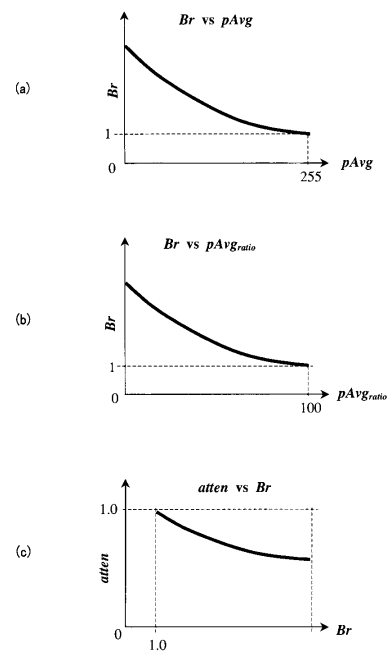 Br vs pAvg
(a)
Br
1
0
255
pAvg
Br vs pAvgratio
(b)
Br
1
0
100
pAvgratio
atten vs Br
1.0
(c)
atten
0
1.0
Br